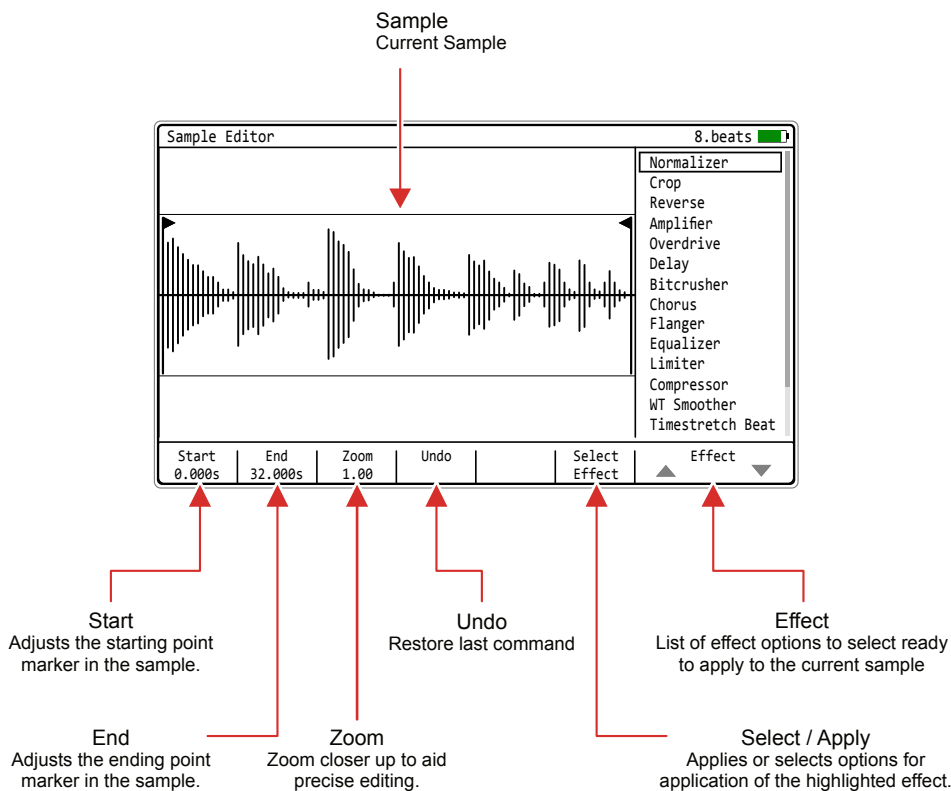 Sample
Current Sample
Sample Editor
8.beats
Normalizer
Crop
Reverse
Amplifier
Overdrive
Delay
Bitcrusher
Chorus
Flanger
Equalizer
Limiter
Compressor
WT Smoother
Timestretch Beat
Start
0.000s
End
32.000s
Zoom
1.00
Undo
Select
Effect
Effect
Start
Adjusts the starting point
marker in the sample.
Undo
Restore last command
Effect
List of effect options to select ready
to apply to the current sample
End
Adjusts the ending point
marker in the sample.
Zoom
Zoom closer up to aid
precise editing.
Select / Apply
Applies or selects options for
application of the highlighted effect.